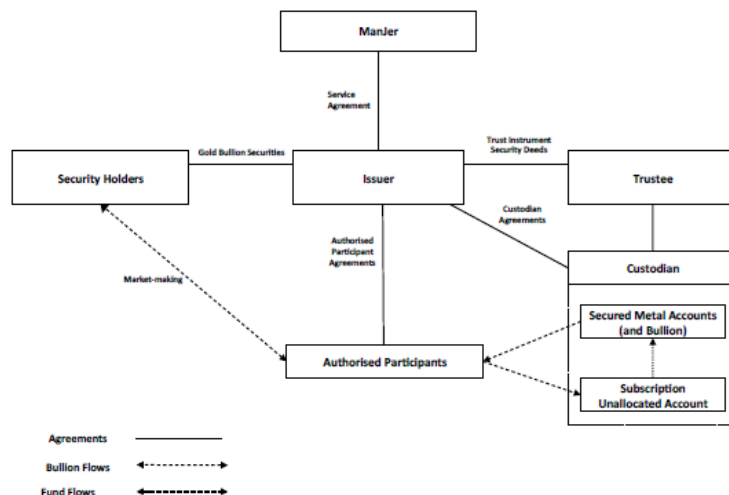 ManJer
Service
Agreement
Gold Bullion Securities
Trust Instrument
Security Deeds
Security Holders
Issuer
Trustee
Custodian
Agreements
Authorised
Participant
Agreements
Market-making
Custodian
Secured Metal Accounts
(and Bullion)
Authorised Participants
Subscription
Unallocated Account
Agreements
Bullion Flows
Fund Flows